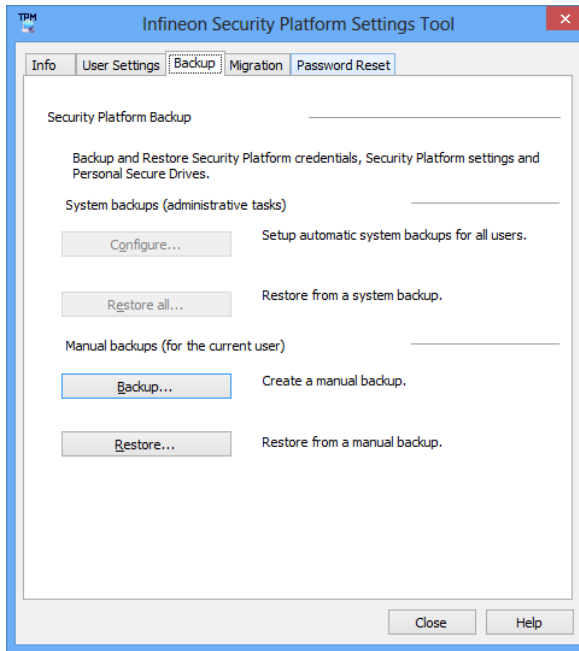 TPM
Infineon Security Platform Settings Tool
Info User Settings Backup Migration Password Reset
Security Platform Backup
Backup and Restore Security Platform credentials, Security Platform settings and
Personal Secure Drives.
System backups (administrative tasks)
Configure... Setup automatic system backups for all users.
Restore all... Restore from a system backup.
Manual backups (for the current user)
Backup... Create a manual backup.
Restore... Restore from a manual backup.
Close Help